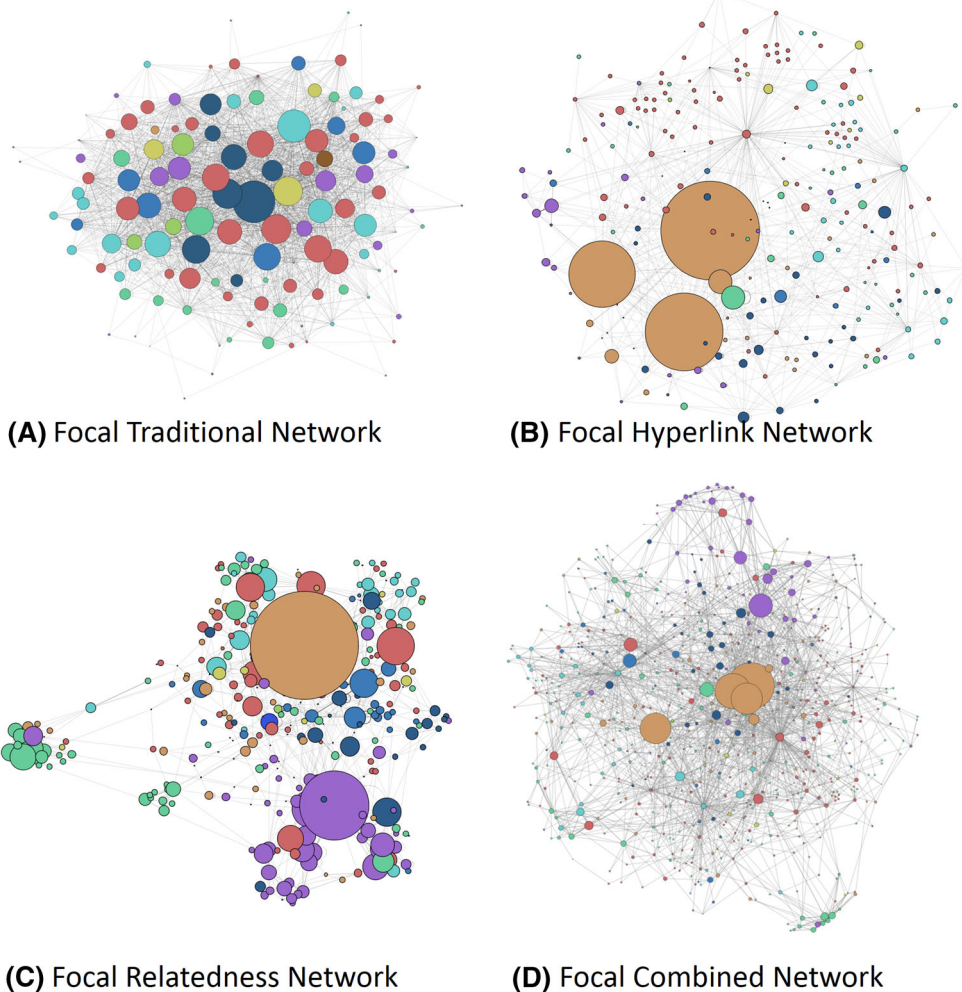 (A) Focal Traditional Network
(B) Focal Hyperlink Network
(C) Focal Relatedness Network
(D) Focal Combined Network